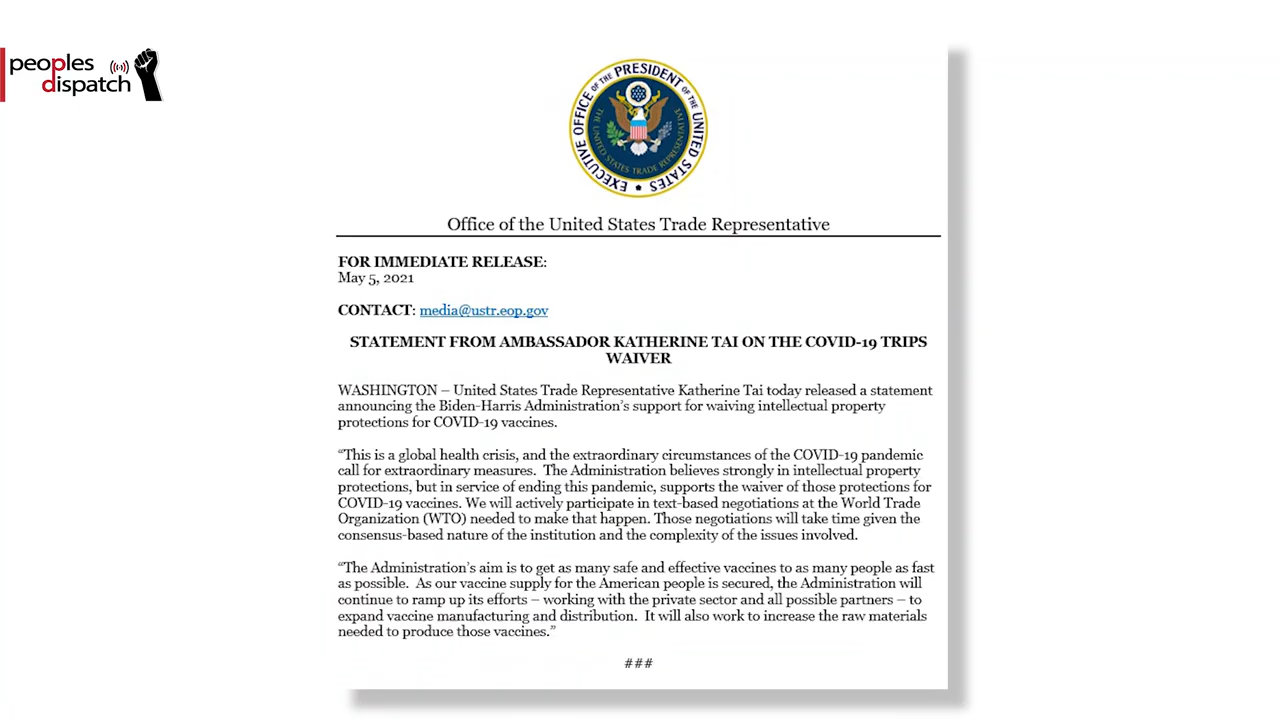 peoples
dispatch
EXECUTIVE OFFICE OF THE PRESIDENT OF THE UNITED STATES
THE UNITED STATES TRADE REPRESENTATIVE
Office of the United States Trade Representative
FOR IMMEDIATE RELEASE:
May 5, 2021
CONTACT: media@ustr.eop.gov
STATEMENT FROM AMBASSADOR KATHERINE TAI ON THE COVID-19 TRIPS
WAIVER
WASHINGTON – United States Trade Representative Katherine Tai today released a statement
announcing the Biden-Harris Administration’s support for waiving intellectual property
protections for COVID-19 vaccines.
“This is a global health crisis, and the extraordinary circumstances of the COVID-19 pandemic
call for extraordinary measures.  The Administration believes strongly in intellectual property
protections, but in service of ending this pandemic, supports the waiver of those protections for
COVID-19 vaccines. We will actively participate in text-based negotiations at the World Trade
Organization (WTO) needed to make that happen. Those negotiations will take time given the
consensus-based nature of the institution and the complexity of the issues involved.
“The Administration’s aim is to get as many safe and effective vaccines to as many people as fast
as possible.  As our vaccine supply for the American people is secured, the Administration will
continue to ramp up its efforts – working with the private sector and all possible partners – to
expand vaccine manufacturing and distribution.  It will also work to increase the raw materials
needed to produce those vaccines.”
###